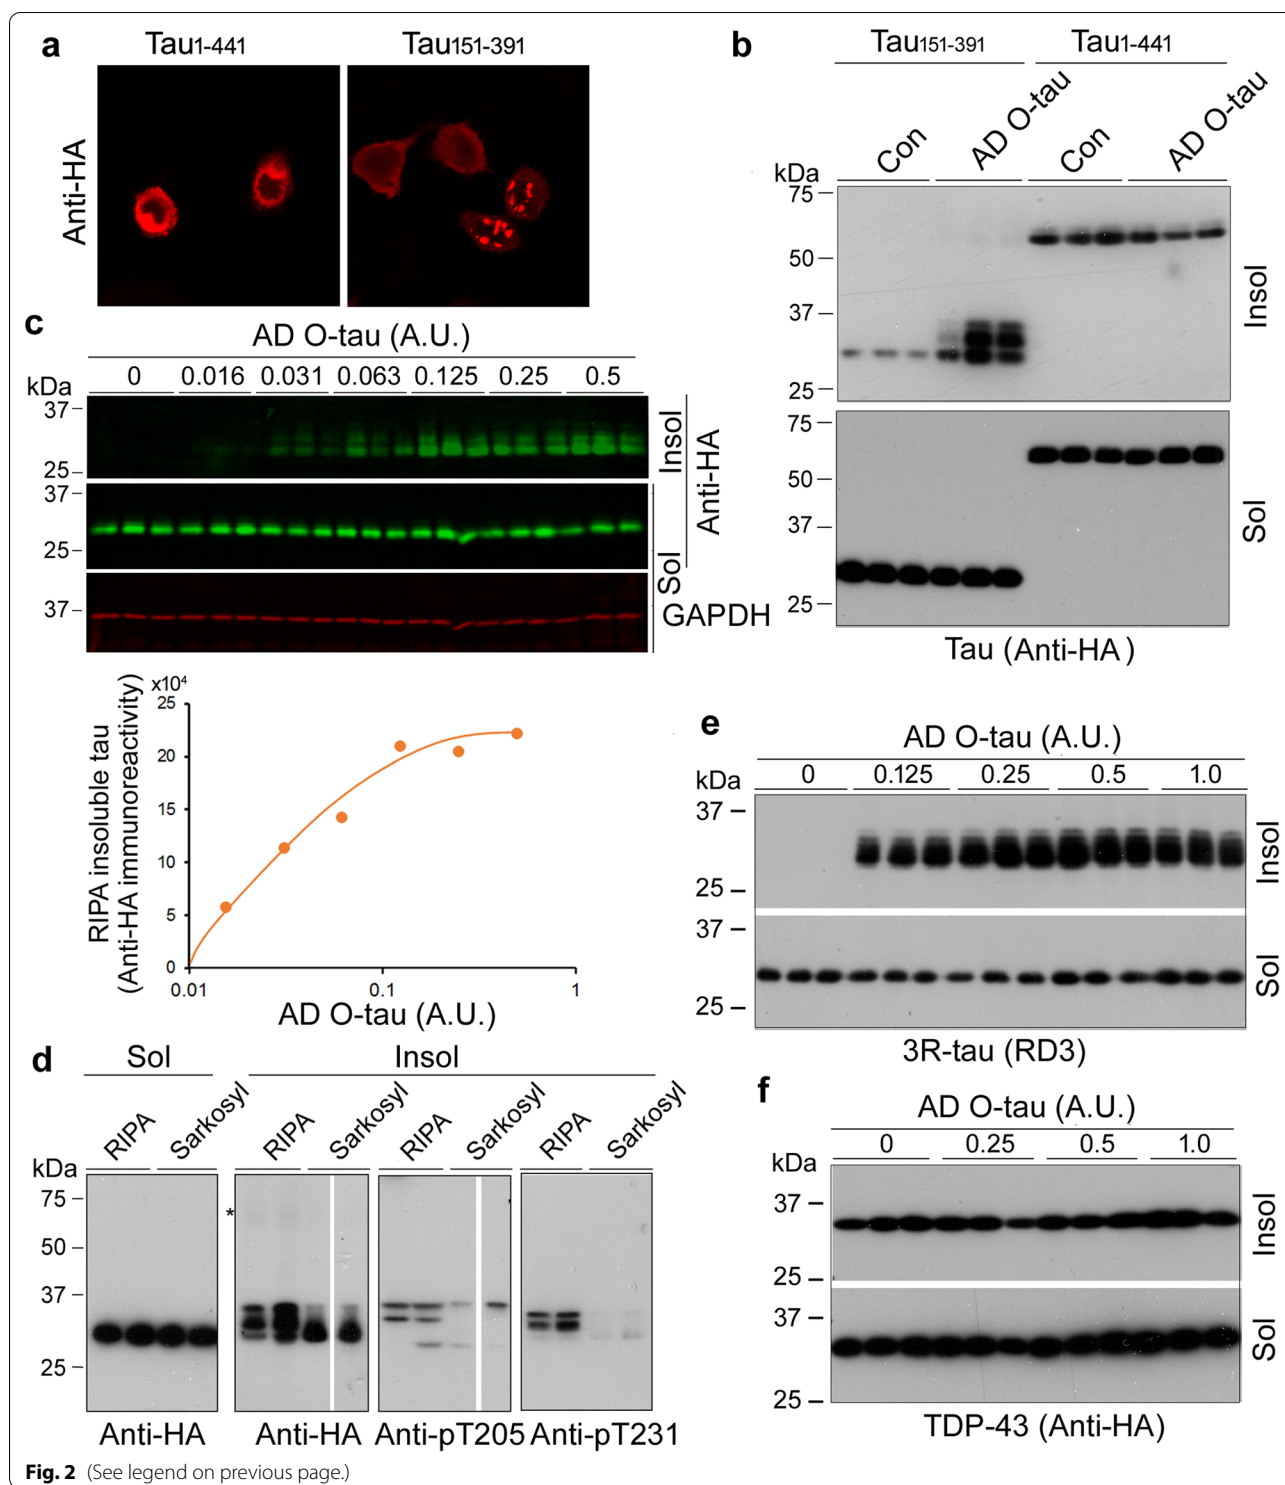 a
Tau1-441
Tau151-391
Anti-HA
b
Tau151-391
Tau1-441
Con
AD O-tau
Con
AD O-tau
kDa
75
50
37
25
Insol
75
50
37
25
Sol
Tau (Anti-HA)
c
AD O-tau (A.U.)
kDa
0 0.016 0.031 0.063 0.125 0.25 0.5
37
25
Insol
37
25
Anti-HA
37
Sol
GAPDH
x10⁴
25
20
15
10
5
0
RIPA insoluble tau
(Anti-HA immunoreactivity)
0.01 0.1 1
AD O-tau (A.U.)
d
Sol
Insol
RIPA
Sarkosyl
RIPA
Sarkosyl
RIPA
Sarkosyl
RIPA
Sarkosyl
kDa
75
*
50
37
25
Anti-HA
Anti-HA
Anti-pT205
Anti-pT231
e
AD O-tau (A.U.)
kDa
0 0.125 0.25 0.5 1.0
37
25
Insol
37
25
Sol
3R-tau (RD3)
f
AD O-tau (A.U.)
kDa
0 0.25 0.5 1.0
37
25
Insol
37
25
Sol
TDP-43 (Anti-HA)
Fig. 2 (See legend on previous page.)